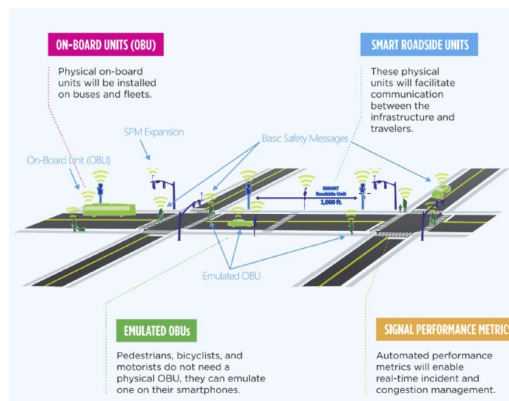 ON-BOARD UNITS (OBU)
Physical on-board
units will be installed
on buses and fleets.
SMART ROADSIDE UNITS
These physical
units will facilitate
communication
between the
infrastructure and
travelers.
SPM Expansion
Basic Safety Messages
On-Board Unit (OBU)
SMART
Roadside Unit
1,000 ft.
Emulated OBU
EMULATED OBUs
Pedestrians, bicyclists, and
motorists do not need a
physical OBU, they can emulate
one on their smartphones.
SIGNAL PERFORMANCE METRICS
Automated performance
metrics will enable
real-time incident and
congestion management.